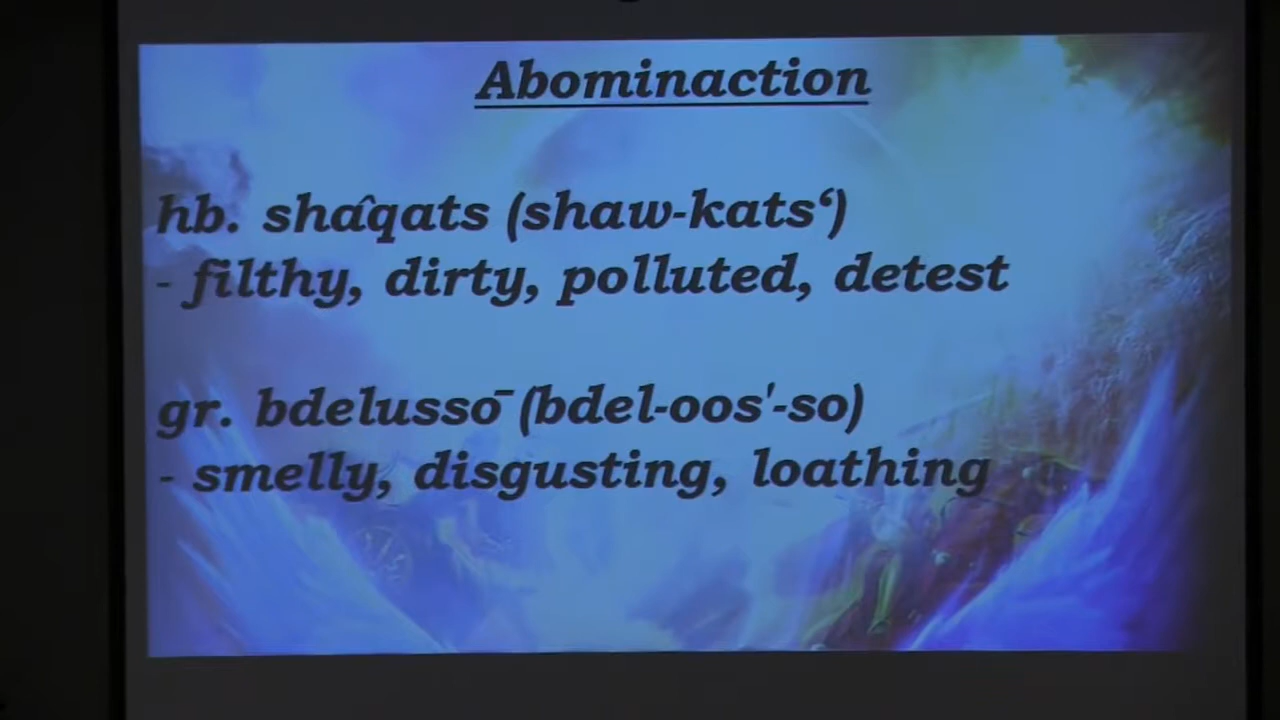 Abominaction
hb. shâqats (shaw-kats‘)
- filthy, dirty, polluted, detest
gr. bdelussō (bdel-oos'-so)
- smelly, disgusting, loathing